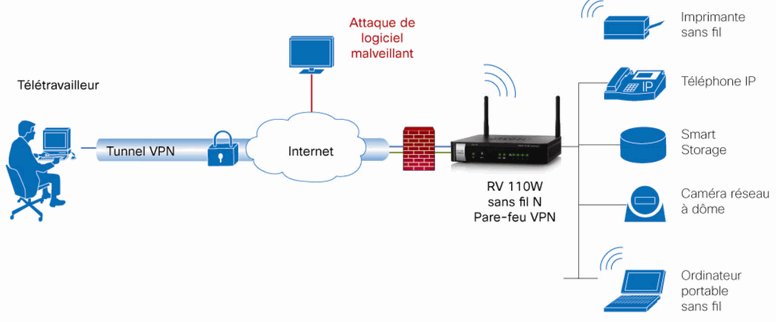 Attaque de
logiciel
malveillant
Imprimante
sans fil
Télétravailleur
Téléphone IP
IP
Tunnel VPN
Internet
Smart
Storage
RV 110W
sans fil N
Pare-feu VPN
Caméra réseau
à dôme
Ordinateur
portable
sans fil